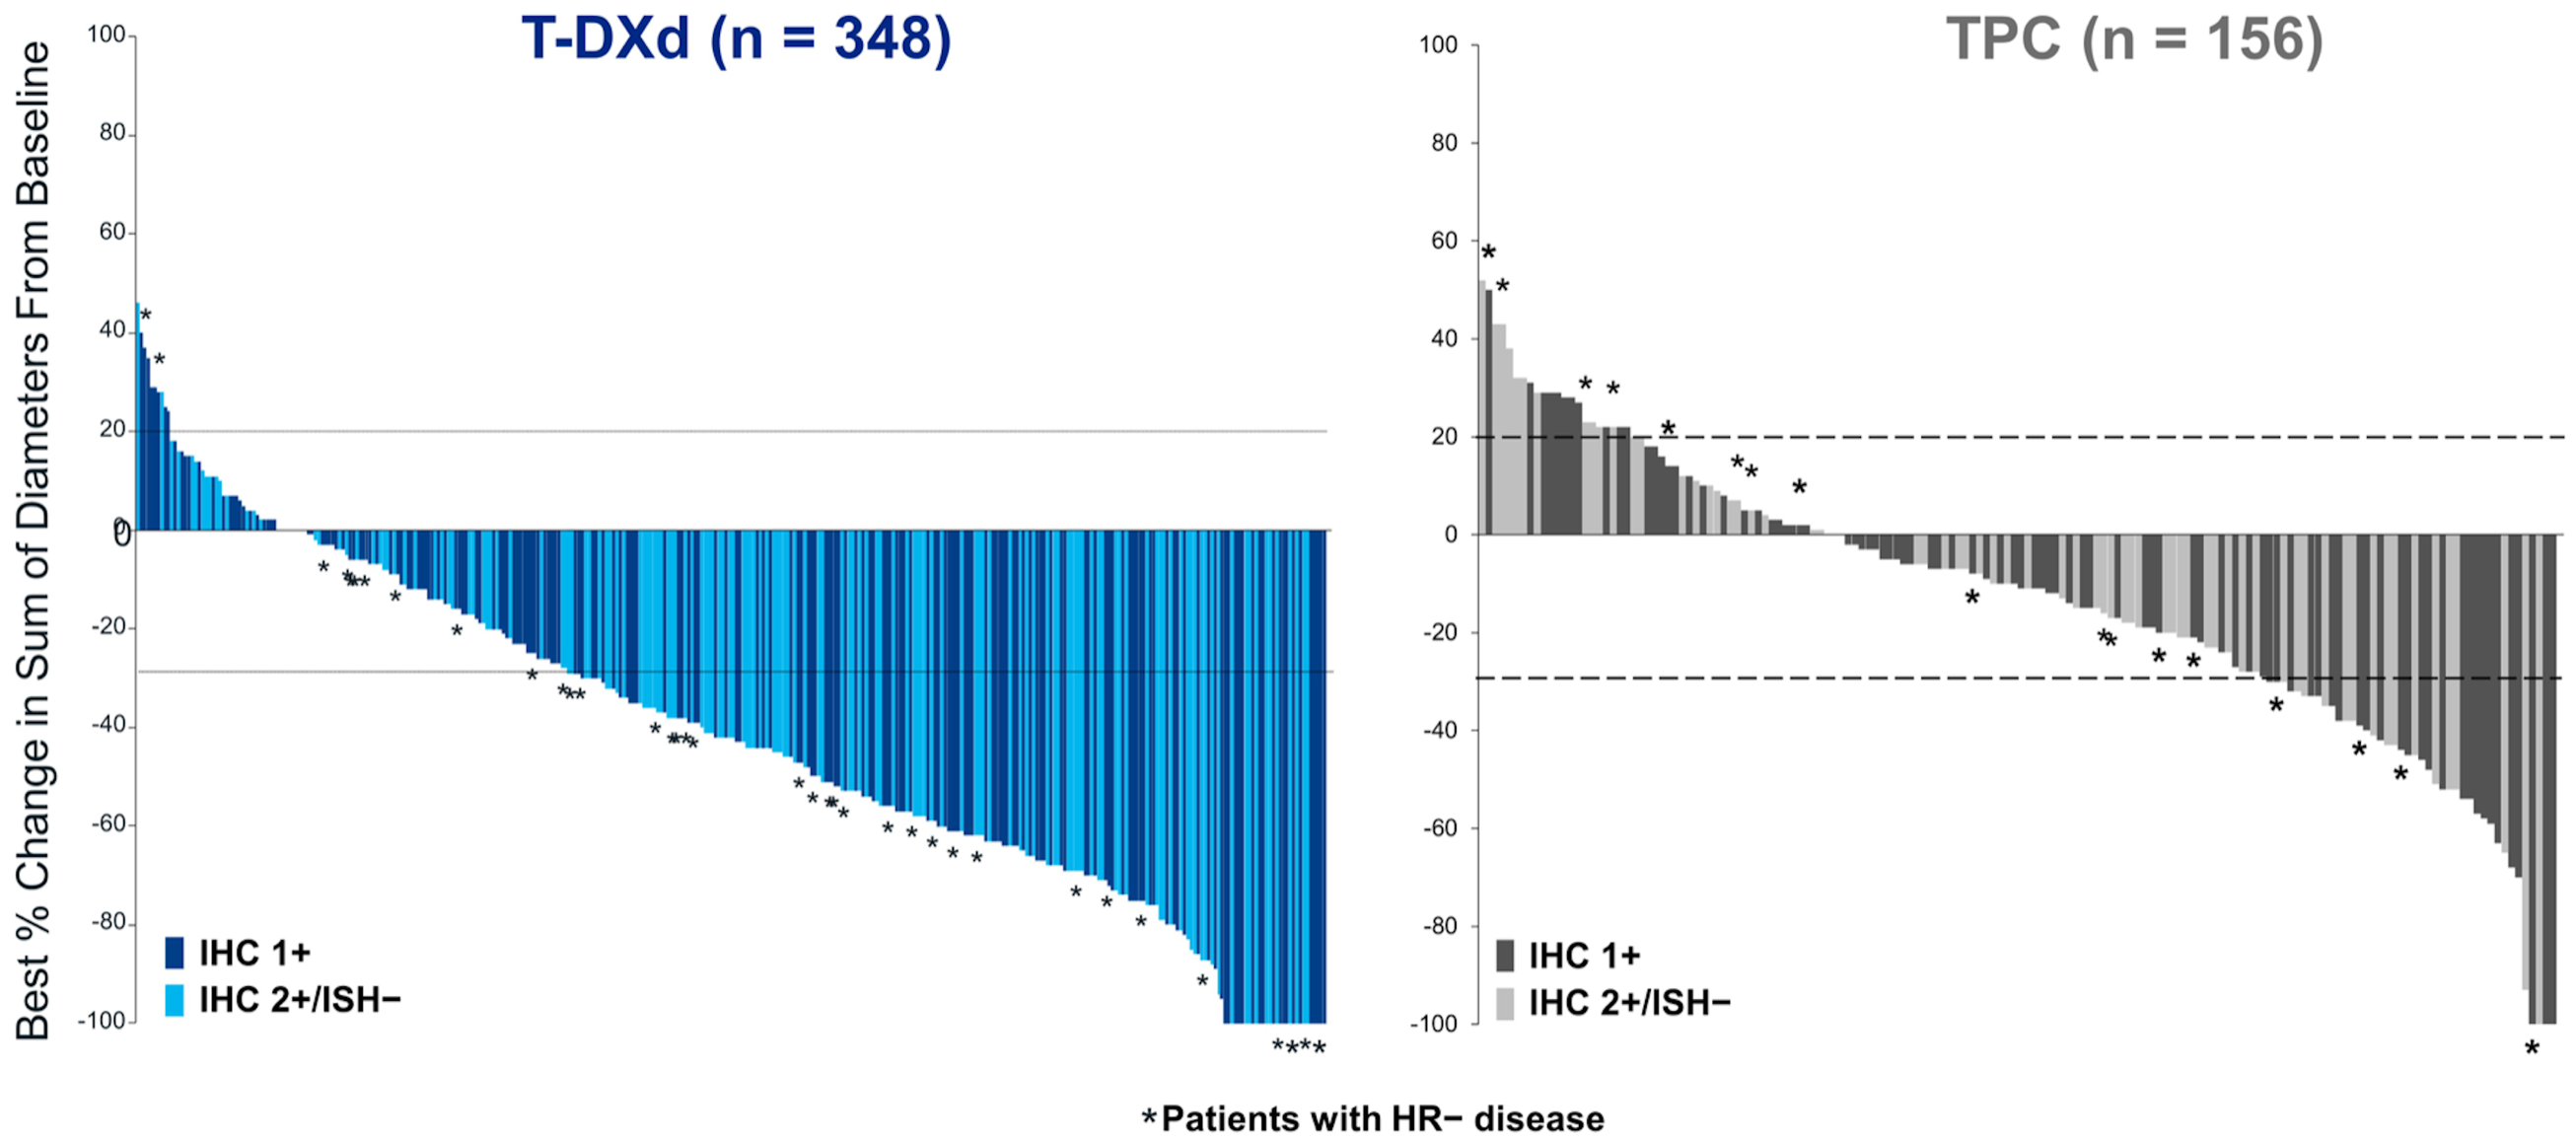 T-DXd (n = 348)
TPC (n = 156)
Best % Change in Sum of Diameters From Baseline
100
80
60
40
20
0
0
-20
-40
-60
-80
-100
IHC 1+
IHC 2+/ISH−
100
80
60
40
20
0
-20
-40
-60
-80
-100
IHC 1+
IHC 2+/ISH−
*Patients with HR− disease